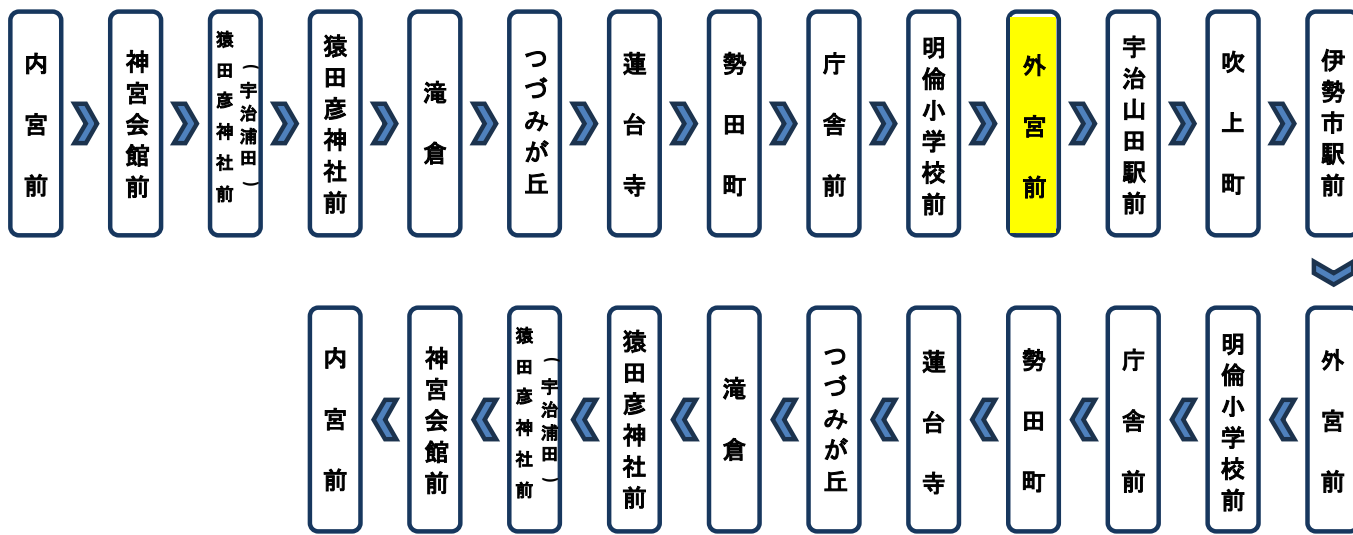 内宮前
神宮会館前
猿田彦神社前
（宇治浦田）
猿田彦神社前
滝倉
つづみが丘
蓮台寺
勢田町
庁舎前
明倫小学校前
外宮前
宇治山田駅前
吹上町
伊勢市駅前
外宮前
明倫小学校前
庁舎前
勢田町
蓮台寺
つづみが丘
滝倉
猿田彦神社前
猿田彦神社前
（宇治浦田）
神宮会館前
内宮前